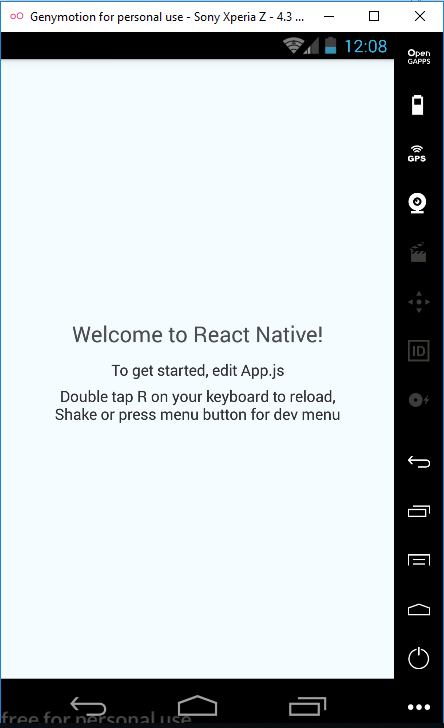 Genymotion for personal use - Sony Xperia Z - 4.3 ...
12:08
Open
GAPPS
GPS
ID
Welcome to React Native!
To get started, edit App.js
Double tap R on your keyboard to reload,
Shake or press menu button for dev menu
free for personal use